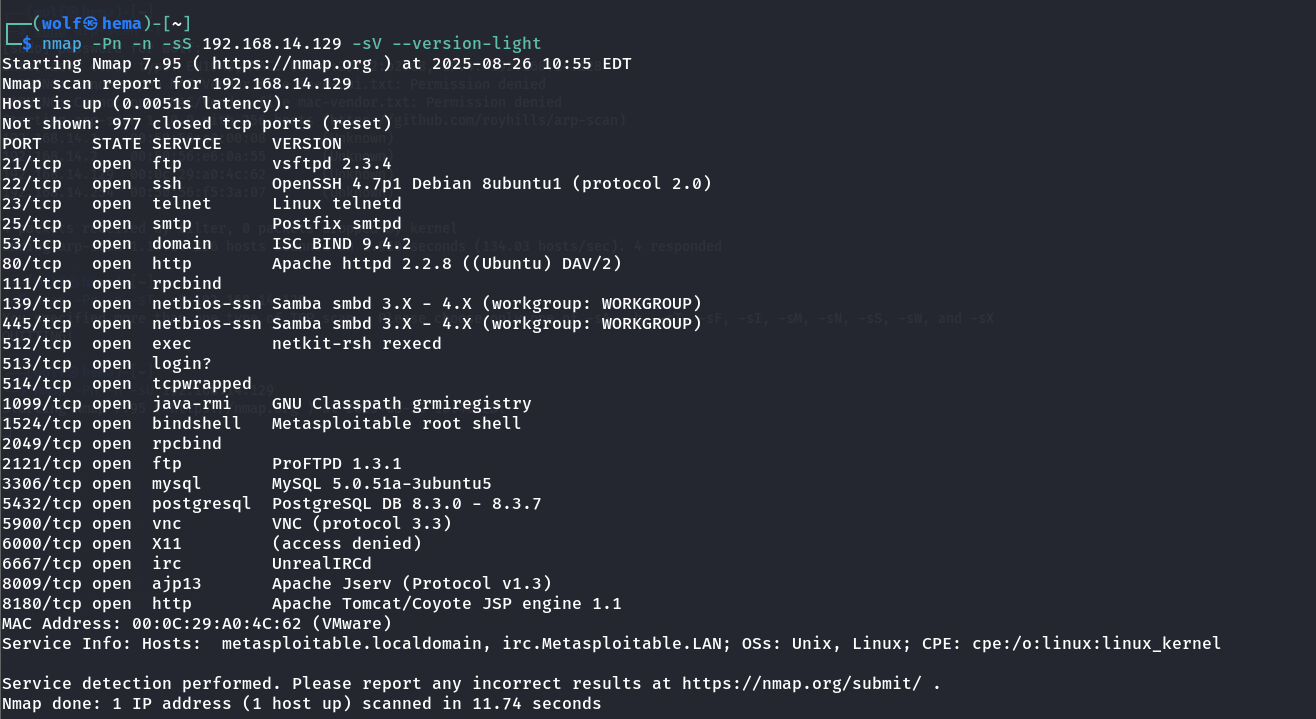 ┌──(wolf㉿hema)-[~]
└─$ nmap -Pn -n -sS 192.168.14.129 -sV --version-light
Starting Nmap 7.95 ( https://nmap.org ) at 2025-08-26 10:55 EDT
Nmap scan report for 192.168.14.129
Host is up (0.0051s latency).
Not shown: 977 closed tcp ports (reset)
PORT     STATE SERVICE     VERSION
21/tcp   open  ftp         vsftpd 2.3.4
22/tcp   open  ssh         OpenSSH 4.7p1 Debian 8ubuntu1 (protocol 2.0)
23/tcp   open  telnet      Linux telnetd
25/tcp   open  smtp        Postfix smtpd
53/tcp   open  domain      ISC BIND 9.4.2
80/tcp   open  http        Apache httpd 2.2.8 ((Ubuntu) DAV/2)
111/tcp  open  rpcbind
139/tcp  open  netbios-ssn Samba smbd 3.X - 4.X (workgroup: WORKGROUP)
445/tcp  open  netbios-ssn Samba smbd 3.X - 4.X (workgroup: WORKGROUP)
512/tcp  open  exec        netkit-rsh rexecd
513/tcp  open  login?
514/tcp  open  tcpwrapped
1099/tcp open  java-rmi    GNU Classpath grmiregistry
1524/tcp open  bindshell   Metasploitable root shell
2049/tcp open  rpcbind
2121/tcp open  ftp         ProFTPD 1.3.1
3306/tcp open  mysql       MySQL 5.0.51a-3ubuntu5
5432/tcp open  postgresql  PostgreSQL DB 8.3.0 - 8.3.7
5900/tcp open  vnc         VNC (protocol 3.3)
6000/tcp open  X11         (access denied)
6667/tcp open  irc         UnrealIRCd
8009/tcp open  ajp13       Apache Jserv (Protocol v1.3)
8180/tcp open  http        Apache Tomcat/Coyote JSP engine 1.1
MAC Address: 00:0C:29:A0:4C:62 (VMware)
Service Info: Hosts:  metasploitable.localdomain, irc.Metasploitable.LAN; OSs: Unix, Linux; CPE: cpe:/o:linux:linux_kernel

Service detection performed. Please report any incorrect results at https://nmap.org/submit/ .
Nmap done: 1 IP address (1 host up) scanned in 11.74 seconds